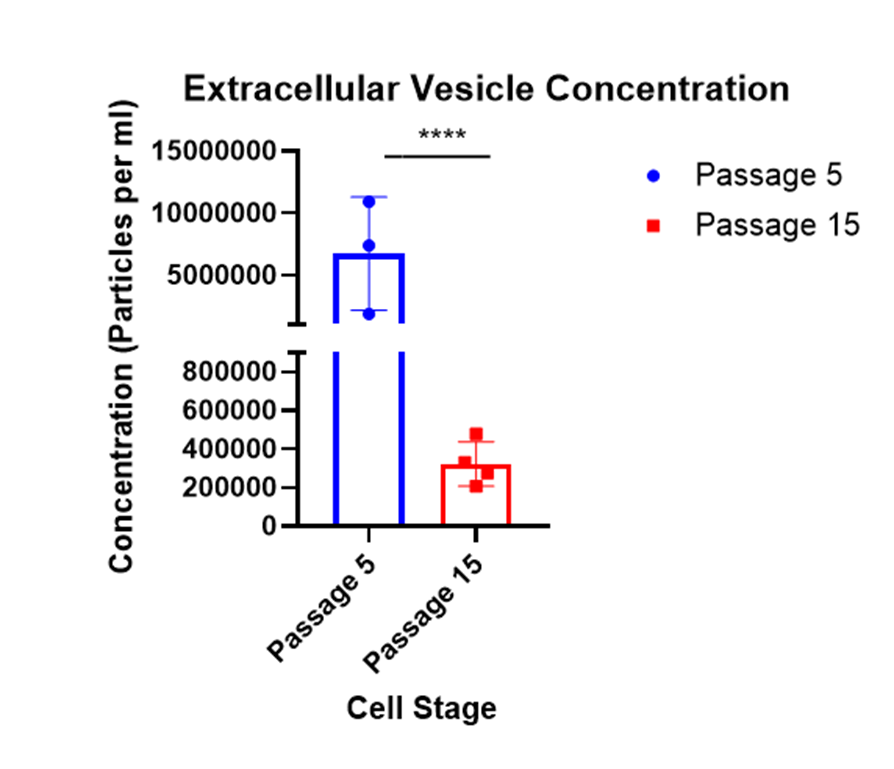 Extracellular Vesicle Concentration
****
Concentration (Particles per ml)
15000000
10000000
5000000
800000
600000
400000
200000
0
Passage 5
Passage 15
Cell Stage
Passage 5
Passage 15